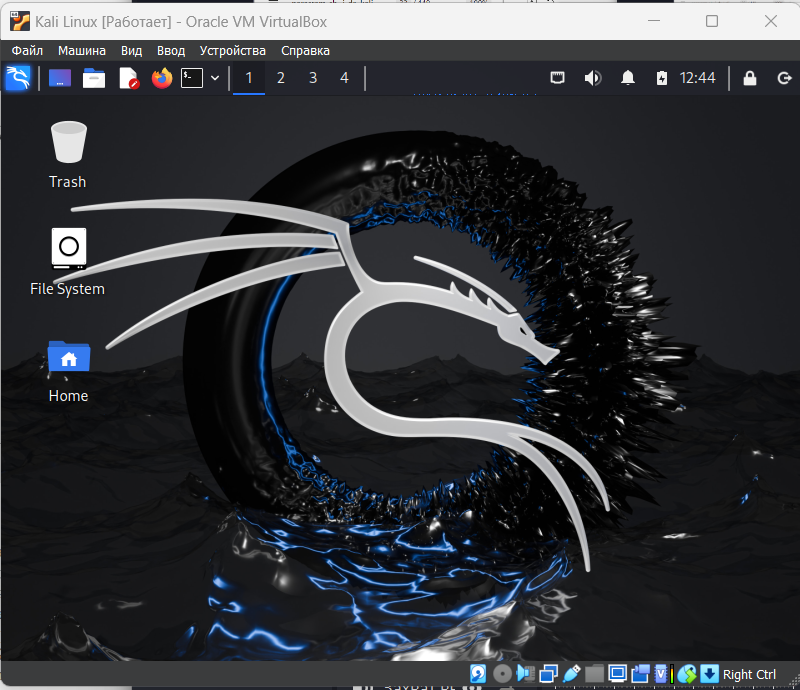 Kali Linux [Работает] - Oracle VM VirtualBox
Файл Машина Вид Ввод Устройства Справка
1 2 3 4 12:44
Trash
File System
Home
Right Ctrl